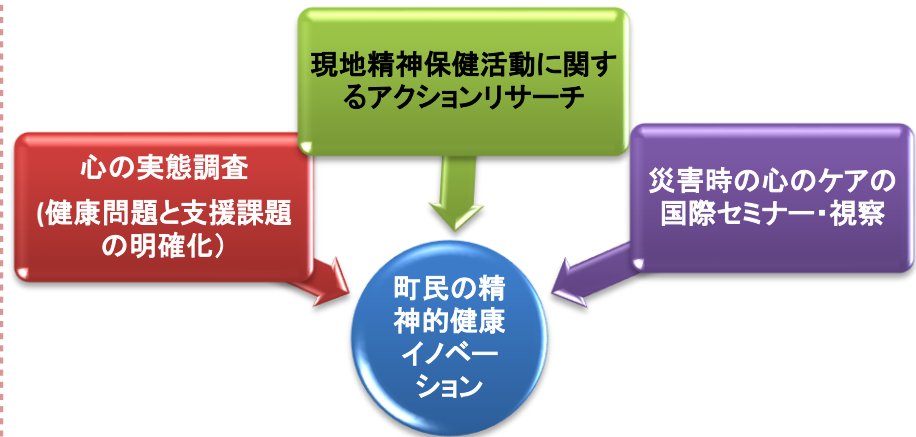 現地精神保健活動に関す
るアクションリサーチ
心の実態調査
(健康問題と支援課題
の明確化）
災害時の心のケアの
国際セミナー・視察
町民の精
神的健康
イノベー
ション